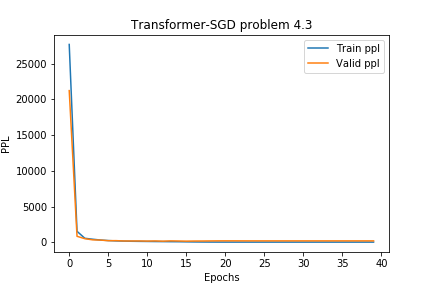 Transformer-SGD problem 4.3
Train ppl
Valid ppl
PPL
25000
20000
15000
10000
5000
0
0 5 10 15 20 25 30 35 40
Epochs